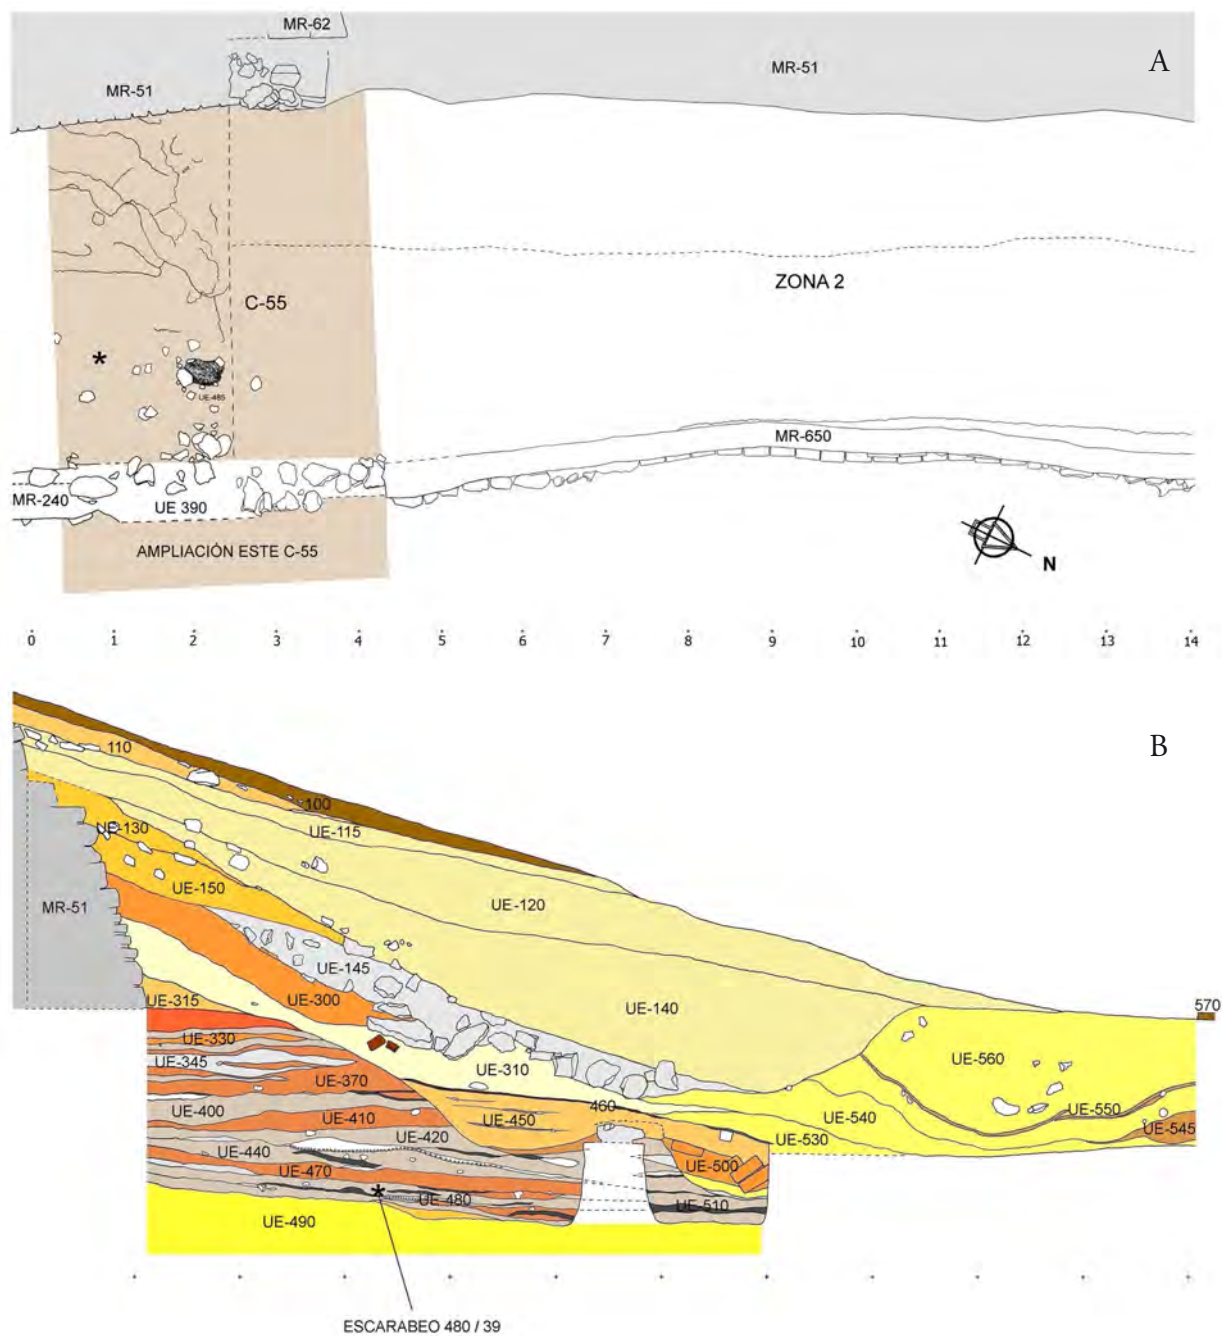 MR-62
A
MR-51
MR-51
ZONA 2
C-55
*
UE-485
MR-650
MR-240
UE 390
AMPLIACIÓN ESTE C-55
N
0 1 2 3 4 5 6 7 8 9 10 11 12 13 14
B
110
100
UE-115
UE-130
UE-150
UE-120
MR-51
UE-145
UE-300
UE-140
UE-315
570
UE-330
UE-345
UE-310
UE-560
UE-370
UE-400
UE-410
UE-450
460
UE-540
UE-550
UE-545
UE-420
UE-530
UE-440
UE-470
UE-500
*
UE-480
UE-510
UE-490
ESCARABEO 480 / 39